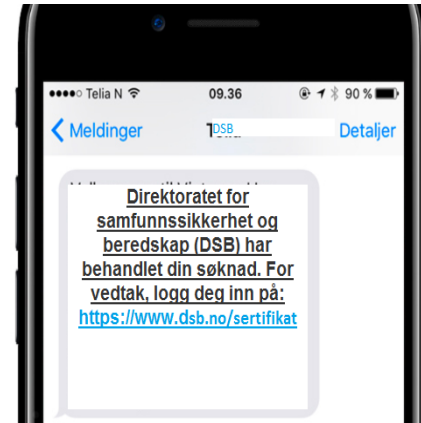 Telia N 09.36 90 %
Meldinger DSB Detaljer
Direktoratet for
samfunnssikkerhet og
beredskap (DSB) har
behandlet din søknad. For
vedtak, logg deg inn på:
https://www.dsb.no/sertifikat